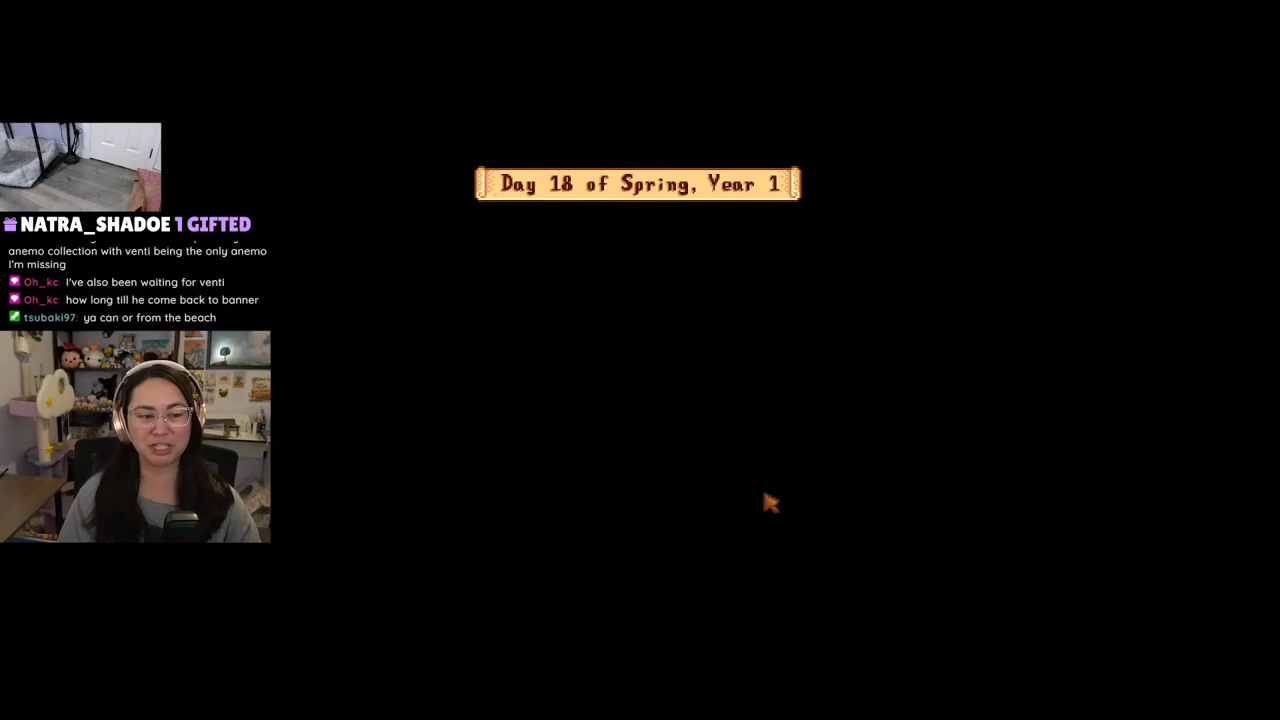 Day 18 of Spring, Year 1
NATRA_SHADOE 1 GIFTED
anemo collection with venti being the only anemo
I'm missing
Oh_kc: I've also been waiting for venti
Oh_kc: how long till he come back to banner
tsubaki97: ya can or from the beach